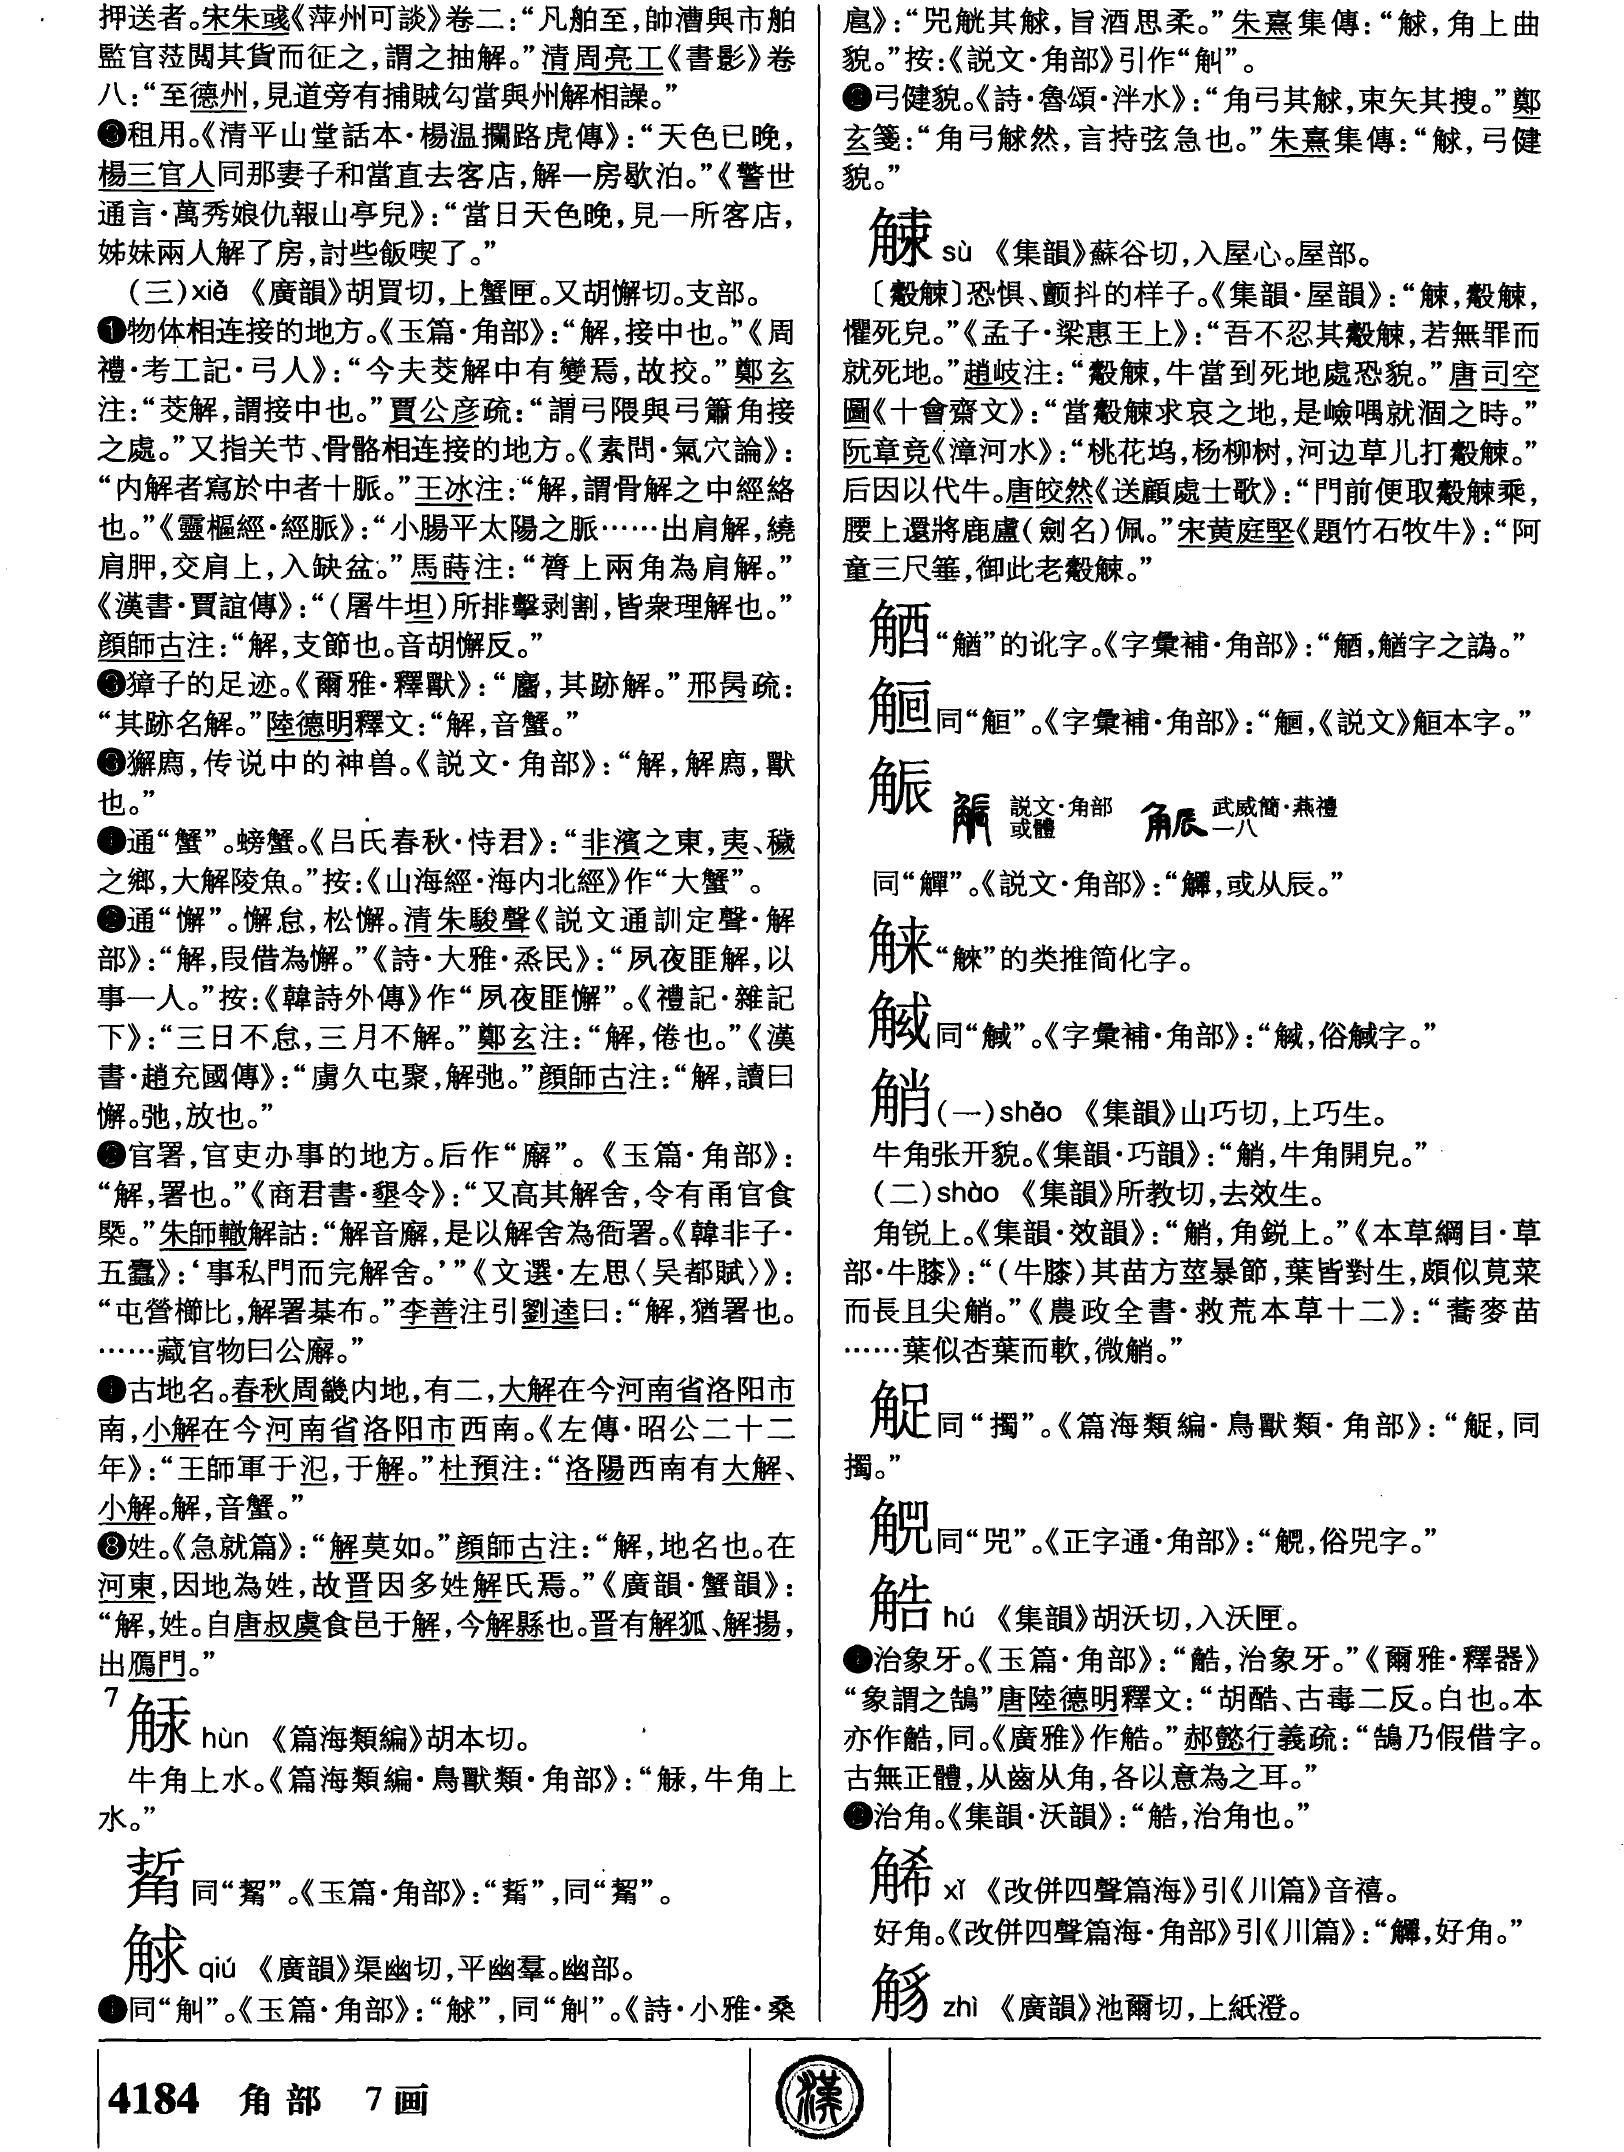 押送者。宋朱彧《萍州可談》卷二：“凡舶至，帥漕與市舶
監官蒞閲其貨而征之，謂之抽解。”清周亮工《書影》卷
八：“至德州，見道旁有捕賊勾當與州解相譟。”
❸租用。《清平山堂話本·楊温攔路虎傳》：“天色已晚，
楊三官人同那妻子和當直去客店，解一房歇泊。”《警世
通言·萬秀娘仇報山亭兒》：“當日天色晚，見一所客店，
姊妹兩人解了房，討些飯喫了。”
（三）xiè 《廣韻》胡買切，上蟹匣。又胡懈切。支部。
❶物体相连接的地方。《玉篇·角部》：“解，接中也。”《周
禮·考工記·弓人》：“今夫茭解中有變焉，故挍。”鄭玄
注：“茭解，謂接中也。”賈公彦疏：“謂弓隈與弓簫角接
之處。”又指关节、骨骼相连接的地方。《素問·氣穴論》：
“内解者寫於中者十脈。”王冰注：“解，謂骨解之中經絡
也。”《靈樞經·經脈》：“小腸手太陽之脈……出肩解，繞
肩胛，交肩上，入缺盆。”馬蒔注：“膂上兩角為肩解。”
《漢書·賈誼傳》：“（屠牛坦）所排擊剥割，皆衆理解也。”
顔師古注：“解，支節也。音胡懈反。”
❷獐子的足迹。《爾雅·釋獸》：“麕，其跡解。”邢昺疏：
“其跡名解。”陸德明釋文：“解，音蟹。”
❸獬廌，传说中的神兽。《説文·角部》：“解，解廌，獸
也。”
❹通“蟹”。螃蟹。《吕氏春秋·恃君》：“非濱之東，夷、穢
之鄉，大解陵魚。”按：《山海經·海内北經》作“大蟹”。
❺通“懈”。懈怠，松懈。清朱駿聲《説文通訓定聲·解
部》：“解，叚借為懈。”《詩·大雅·烝民》：“夙夜匪解，以
事一人。”按：《韓詩外傳》作“夙夜匪懈”。《禮記·雜記
下》：“三日不怠，三月不解。”鄭玄注：“解，倦也。”《漢
書·趙充國傳》：“虜久屯聚，解弛。”顔師古注：“解，讀曰
懈。弛，放也。”
❻官署，官吏办事的地方。后作“廨”。《玉篇·角部》：
“解，署也。”《商君書·墾令》：“又高其解舍，令有甬官食
槩。”朱師轍解詁：“解音廨，是以解舍為衙署。《韓非子·
五蠹》：‘事私門而完解舍。’”《文選·左思〈吴都賦〉》：
“屯營櫛比，解署棊布。”李善注引劉逵曰：“解，猶署也。
……藏官物曰公廨。”
❼古地名。春秋周畿内地，有二，大解在今河南省洛阳市
南，小解在今河南省洛阳市西南。《左傳·昭公二十二
年》：“王師軍于氾，于解。”杜預注：“洛陽西南有大解、
小解。解，音蟹。”
❽姓。《急就篇》：“解莫如。”顔師古注：“解，地名也。在
河東，因地為姓，故晋因多姓解氏焉。”《廣韻·蟹韻》：
“解，姓。自唐叔虞食邑于解，今解縣也。晋有解狐、解揚，
出鴈門。”
7
hùn 《篇海類編》胡本切。
牛角上水。《篇海類編·鳥獸類·角部》：“，牛角上
水。”
觢同“觢”。《玉篇·角部》：“”，同“觢”。
觩 qiú 《廣韻》渠幽切，平幽羣。幽部。
❶同“觓”。《玉篇·角部》：“觩”，同“觓”。《詩·小雅·桑
扈》：“兕觥其觩，旨酒思柔。”朱熹集傳：“觩，角上曲
貌。”按：《説文·角部》引作“觓”。
❷弓健貌。《詩·魯頌·泮水》：“角弓其觩，束矢其搜。”鄭
玄箋：“角弓觩然，言持弦急也。”朱熹集傳：“觩，弓健
貌。”
觫 sù 《集韻》蘇谷切，入屋心。屋部。
〔觳觫〕恐惧、颤抖的样子。《集韻·屋韻》：“觫，觳觫，
懼死皃。”《孟子·梁惠王上》：“吾不忍其觳觫，若無罪而
就死地。”趙岐注：“觳觫，牛當到死地處恐貌。”唐司空
圖《十會齋文》：“當觳觫求哀之地，是噞喁就涸之時。”
阮章竞《漳河水》：“桃花坞，杨柳树，河边草儿打觳觫。”
后因以代牛。唐皎然《送顧處士歌》：“門前便取觳觫乘，
腰上還將鹿盧（劍名）佩。”宋黄庭堅《題竹石牧牛》：“阿
童三尺箠，御此老觳觫。”
“䚇”的讹字。《字彙補·角部》：“，字之譌。”
同“䚙”。《字彙補·角部》：“，《説文》本字。”
䚠 説文·角部 武威簡·燕禮
或體 一八
同“觶”。《説文·角部》：“觶，或从辰。”
“䚅”的类推简化字。
同“”。《字彙補·角部》：“，俗字。”
䚔（一）shǎo 《集韻》山巧切，上巧生。
牛角张开貌。《集韻·巧韻》：“䚔，牛角開皃。”
（二）shào 《集韻》所教切，去效生。
角锐上。《集韻·效韻》：“䚔，角鋭上。”《本草綱目·草
部·牛膝》：“（牛膝）其苗方莖暴節，葉皆對生，頗似莧菜
而長且尖䚔。”《農政全書·救荒本草十二》：“蕎麥苗
……葉似杏葉而軟，微䚔。”
同“擉”。《篇海類編·鳥獸類·角部》：“，同
擉。”
同“兕”。《正字通·角部》：“，俗兕字。”
hú 《集韻》胡沃切，入沃匣。
❶治象牙。《玉篇·角部》：“，治象牙。”《爾雅·釋器》
“象謂之鵠”唐陸德明釋文：“胡酷、古毒二反。白也。本
亦作，同。《廣雅》作。”郝懿行義疏：“鵠乃假借字。
古無正體，从齒从角，各以意為之耳。”
❷治角。《集韻·沃韻》：“，治角也。”
xǐ 《改併四聲篇海》引《川篇》音禧。
好角。《改併四聲篇海·角部》引《川篇》：“，好角。”
zhì 《廣韻》池爾切，上紙澄。
4184 角部 7画
漢